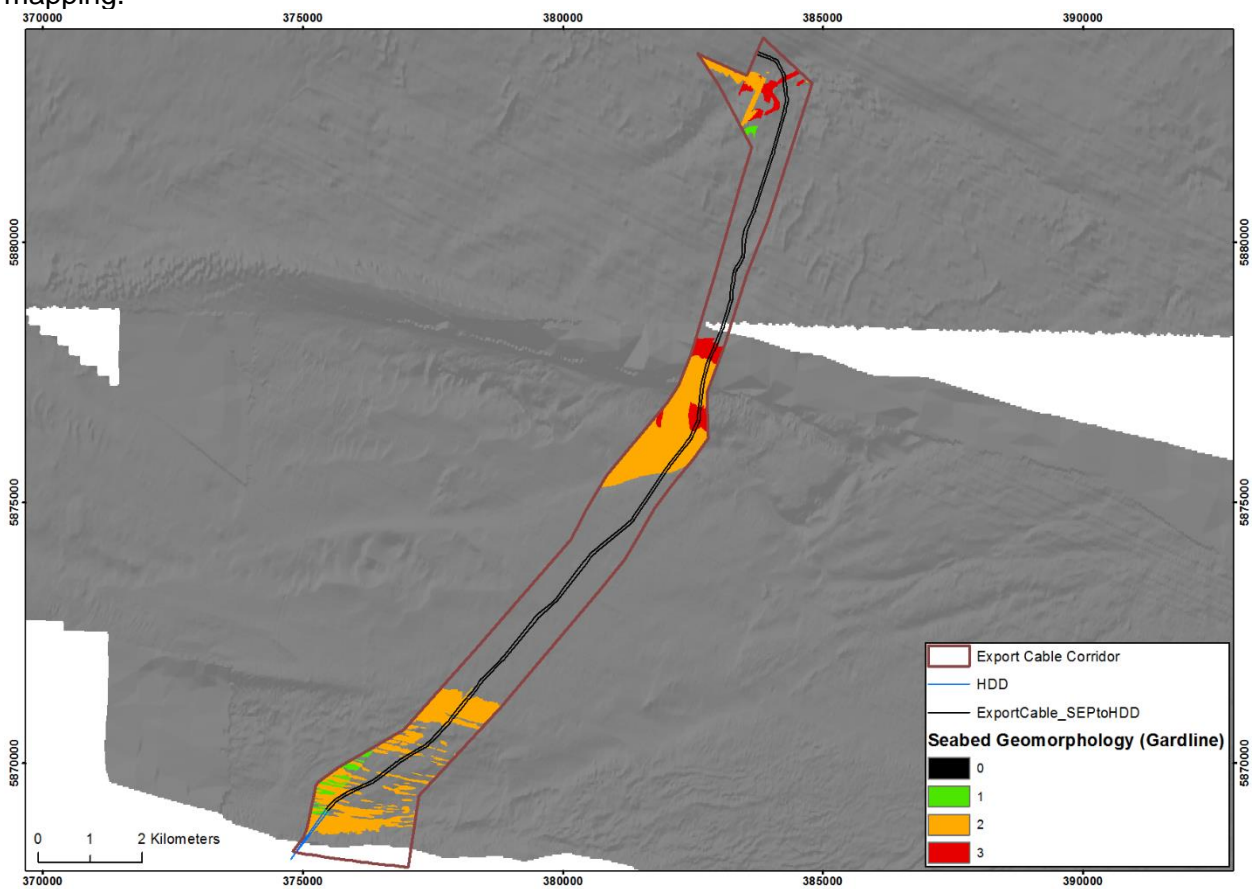 mapping.
370000 375000 380000 385000 390000
5880000 5880000
5875000 5875000
5870000 5870000
Export Cable Corridor
HDD
ExportCable_SEPtoHDD
Seabed Geomorphology (Gardline)
0
1
2
3
0 1 2 Kilometers
370000 375000 380000 385000 390000